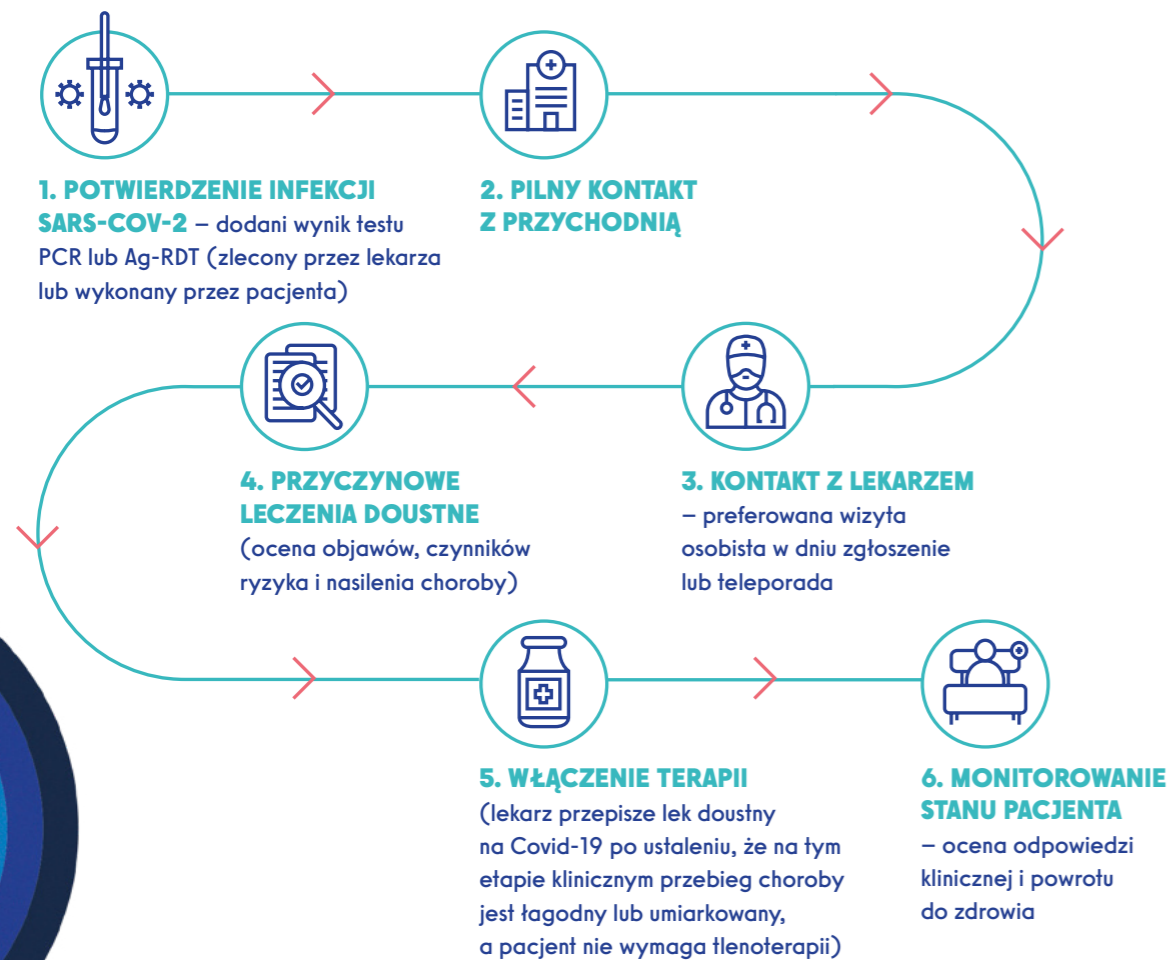 1. POTWIERDZENIE INFEKCJI
SARS-COV-2 – dodani wynik testu
PCR lub Ag-RDT (zlecony przez lekarza
lub wykonany przez pacjenta)
2. PILNY KONTAKT
Z PRZYCHODNIĄ
3. KONTAKT Z LEKARZEM
– preferowana wizyta
osobista w dniu zgłoszenie
lub teleporada
4. PRZYCZYNOWE
LECZENIA DOUSTNE
(ocena objawów, czynników
ryzyka i nasilenia choroby)
5. WŁĄCZENIE TERAPII
(lekarz przepisze lek doustny
na Covid-19 po ustaleniu, że na tym
etapie klinicznym przebieg choroby
jest łagodny lub umiarkowany,
a pacjent nie wymaga tlenoterapii)
6. MONITOROWANIE
STANU PACJENTA
– ocena odpowiedzi
klinicznej i powrotu
do zdrowia